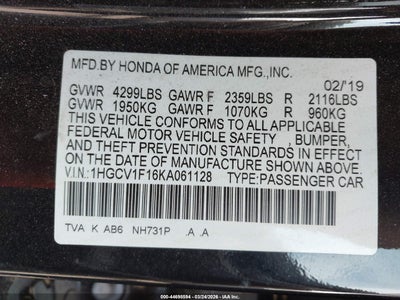 MFD.BY HONDA OF AMERICA MFG.,INC.
02/'19
GVWR 4299LBS GAWR F 2359LBS R 2116LBS
GVWR 1950KG GAWR F 1070KG R 960KG
THIS VEHICLE CONFORMS TO ALL APPLICABLE
FEDERAL MOTOR VEHICLE SAFETY , BUMPER,
AND THEFT PREVENTION STANDARDS IN EFFECT
ON THE DATE OF MANUFACTURE SHOWN ABOVE.
V.I.N:1HGCV1F16KA061128 TYPE:PASSENGER CAR
TVA K AB6 NH731P .A .A
000-44698594 - 03/24/2026 - © IAA Inc.